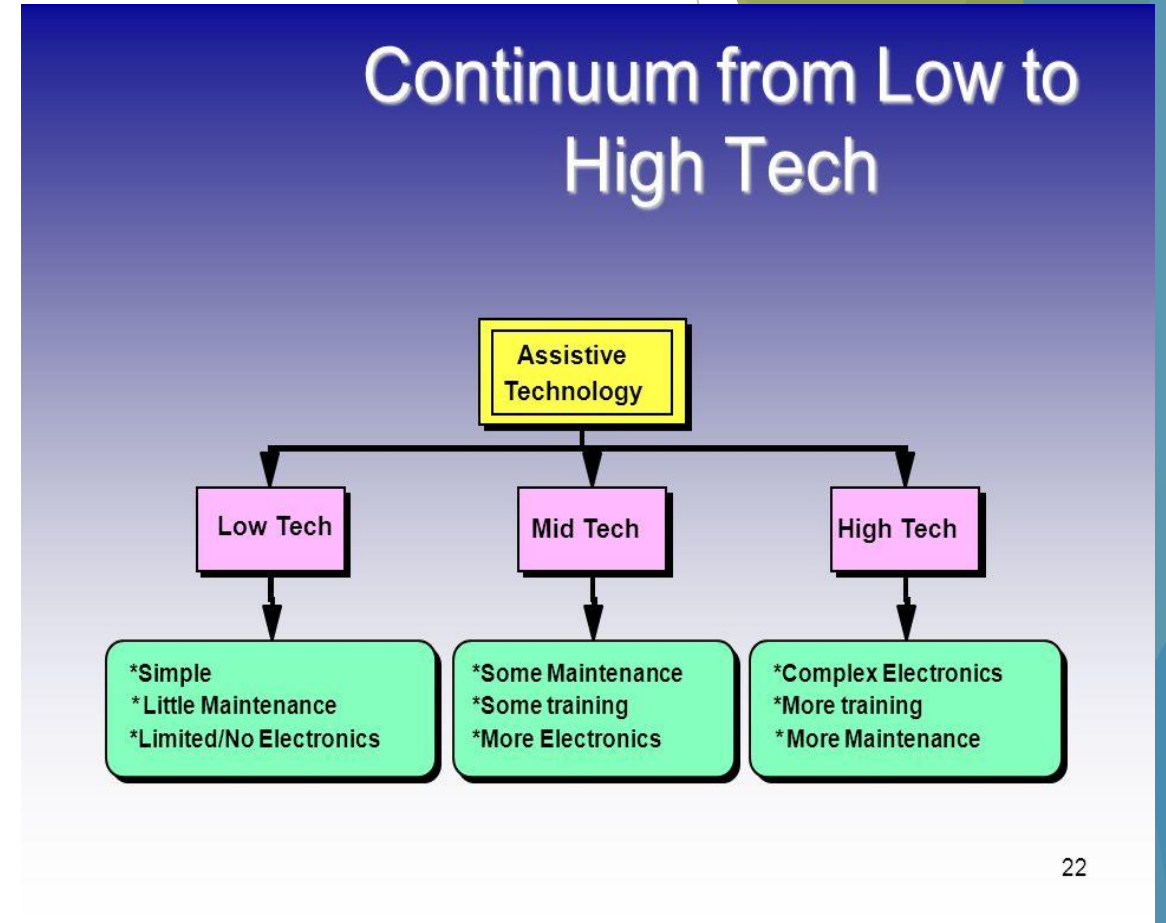 Continuum from Low to
High Tech
Assistive
Technology
Low Tech
Mid Tech
High Tech
*Simple
*Little Maintenance
*Limited/No Electronics
*Some Maintenance
*Some training
*More Electronics
*Complex Electronics
*More training
*More Maintenance
22